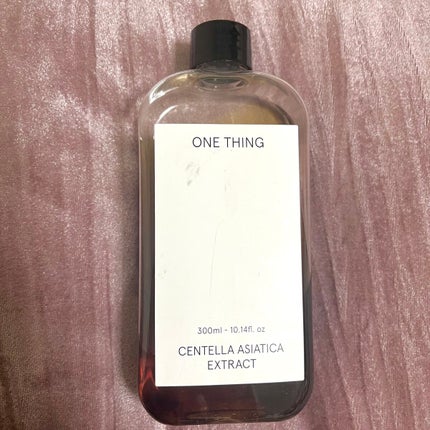 ONE THING
300ml - 10.14fl. oz
CENTELLA ASIATICA
EXTRACT